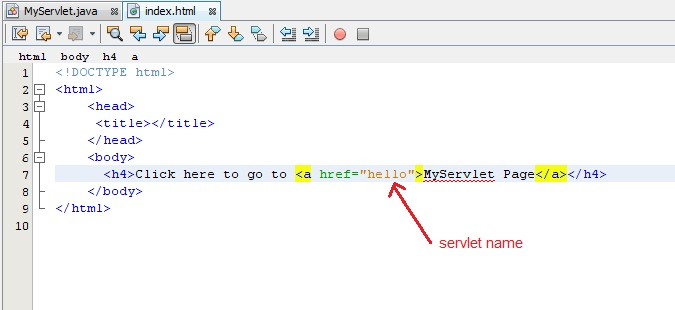 MyServlet.java index.html
html body h4 a
1 <!DOCTYPE html>
2 <html>
3 <head>
4 <title></title>
5 </head>
6 <body>
7 <h4>Click here to go to <a href="hello">MyServlet Page</a></h4>
8 </body>
9 </html>
10
servlet name